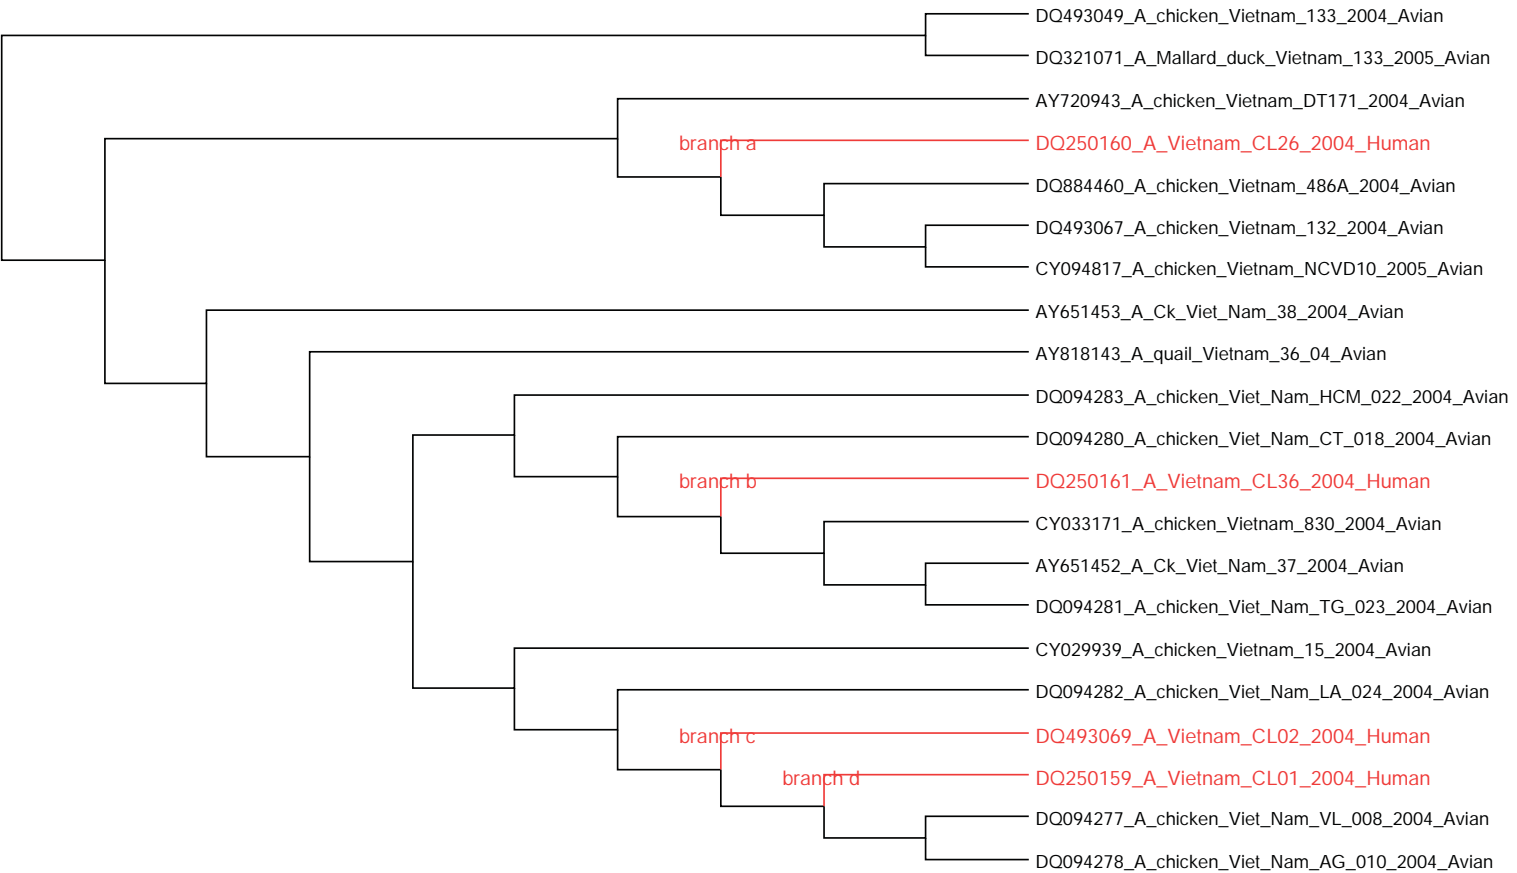 DQ493049_A_chicken_Vietnam_133_2004_Avian
DQ321071_A_Mallard_duck_Vietnam_133_2005_Avian
AY720943_A_chicken_Vietnam_DT171_2004_Avian
branch a DQ250160_A_Vietnam_CL26_2004_Human
DQ884460_A_chicken_Vietnam_486A_2004_Avian
DQ493067_A_chicken_Vietnam_132_2004_Avian
CY094817_A_chicken_Vietnam_NCVD10_2005_Avian
AY651453_A_Ck_Viet_Nam_38_2004_Avian
AY818143_A_quail_Vietnam_36_04_Avian
DQ094283_A_chicken_Viet_Nam_HCM_022_2004_Avian
DQ094280_A_chicken_Viet_Nam_CT_018_2004_Avian
branch b DQ250161_A_Vietnam_CL36_2004_Human
CY033171_A_chicken_Vietnam_830_2004_Avian
AY651452_A_Ck_Viet_Nam_37_2004_Avian
DQ094281_A_chicken_Viet_Nam_TG_023_2004_Avian
CY029939_A_chicken_Vietnam_15_2004_Avian
DQ094282_A_chicken_Viet_Nam_LA_024_2004_Avian
branch c DQ493069_A_Vietnam_CL02_2004_Human
branch d DQ250159_A_Vietnam_CL01_2004_Human
DQ094277_A_chicken_Viet_Nam_VL_008_2004_Avian
DQ094278_A_chicken_Viet_Nam_AG_010_2004_Avian